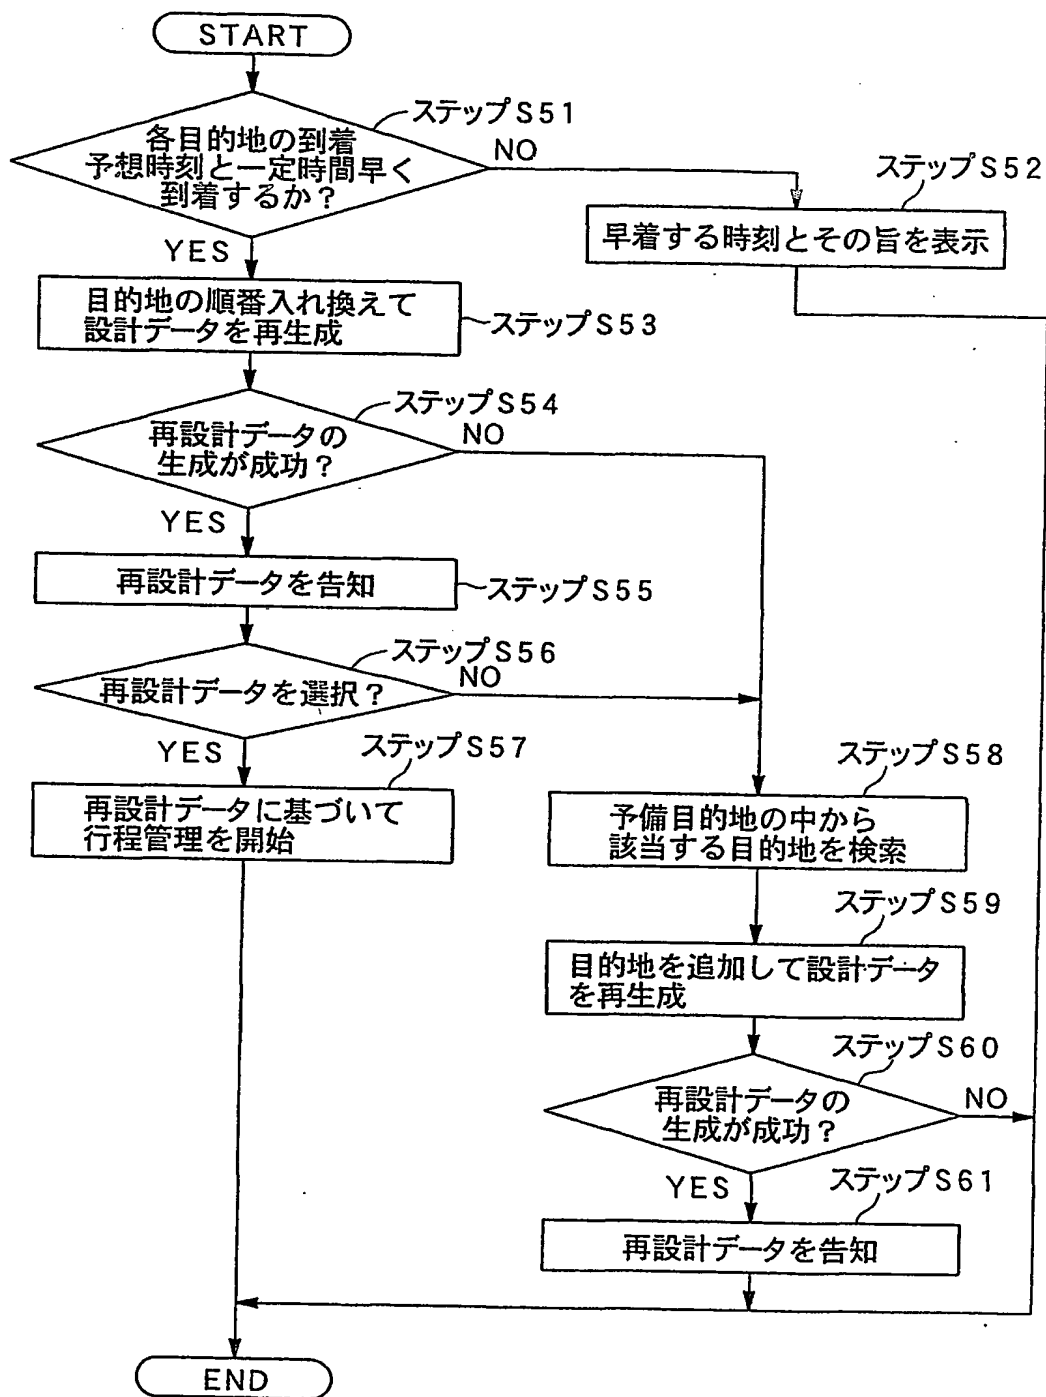 START
ステップS51
各目的地の到着
予想時刻と一定時間早く
到着するか？
NO
ステップS52
早着する時刻とその旨を表示
YES
目的地の順番入れ換えて
設計データを再生成
ステップS53
ステップS54
再設計データの
生成が成功？
NO
YES
再設計データを告知
ステップS55
ステップS56
再設計データを選択？
NO
YES
ステップS57
再設計データに基づいて
行程管理を開始
ステップS58
予備目的地の中から
該当する目的地を検索
ステップS59
目的地を追加して設計データ
を再生成
ステップS60
再設計データの
生成が成功？
NO
YES
ステップS61
再設計データを告知
END